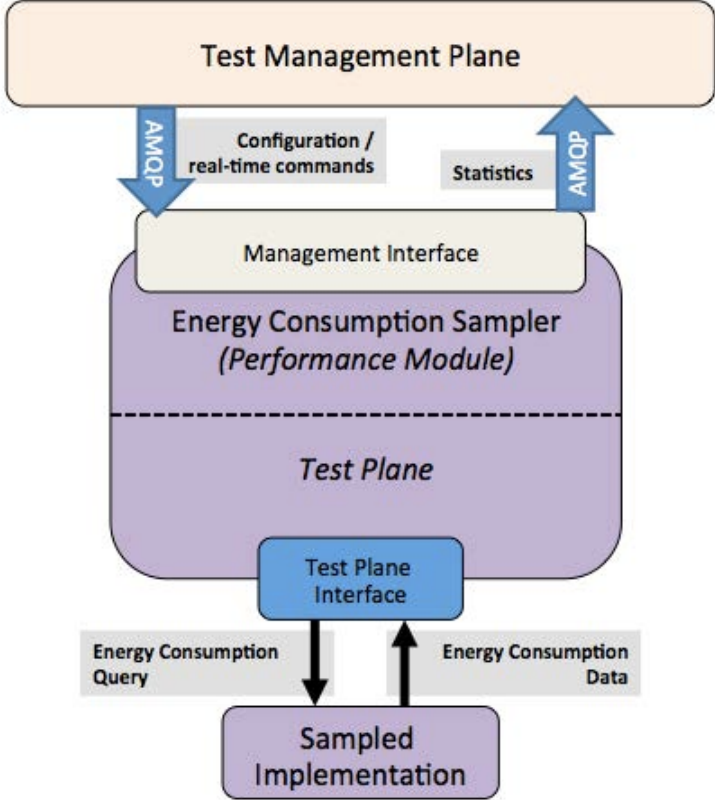 Test Management Plane
AMQP
Configuration /
real-time commands
Statistics
AMQP
Management Interface
Energy Consumption Sampler
(Performance Module)
Test Plane
Test Plane
Interface
Energy Consumption
Query
Energy Consumption
Data
Sampled
Implementation